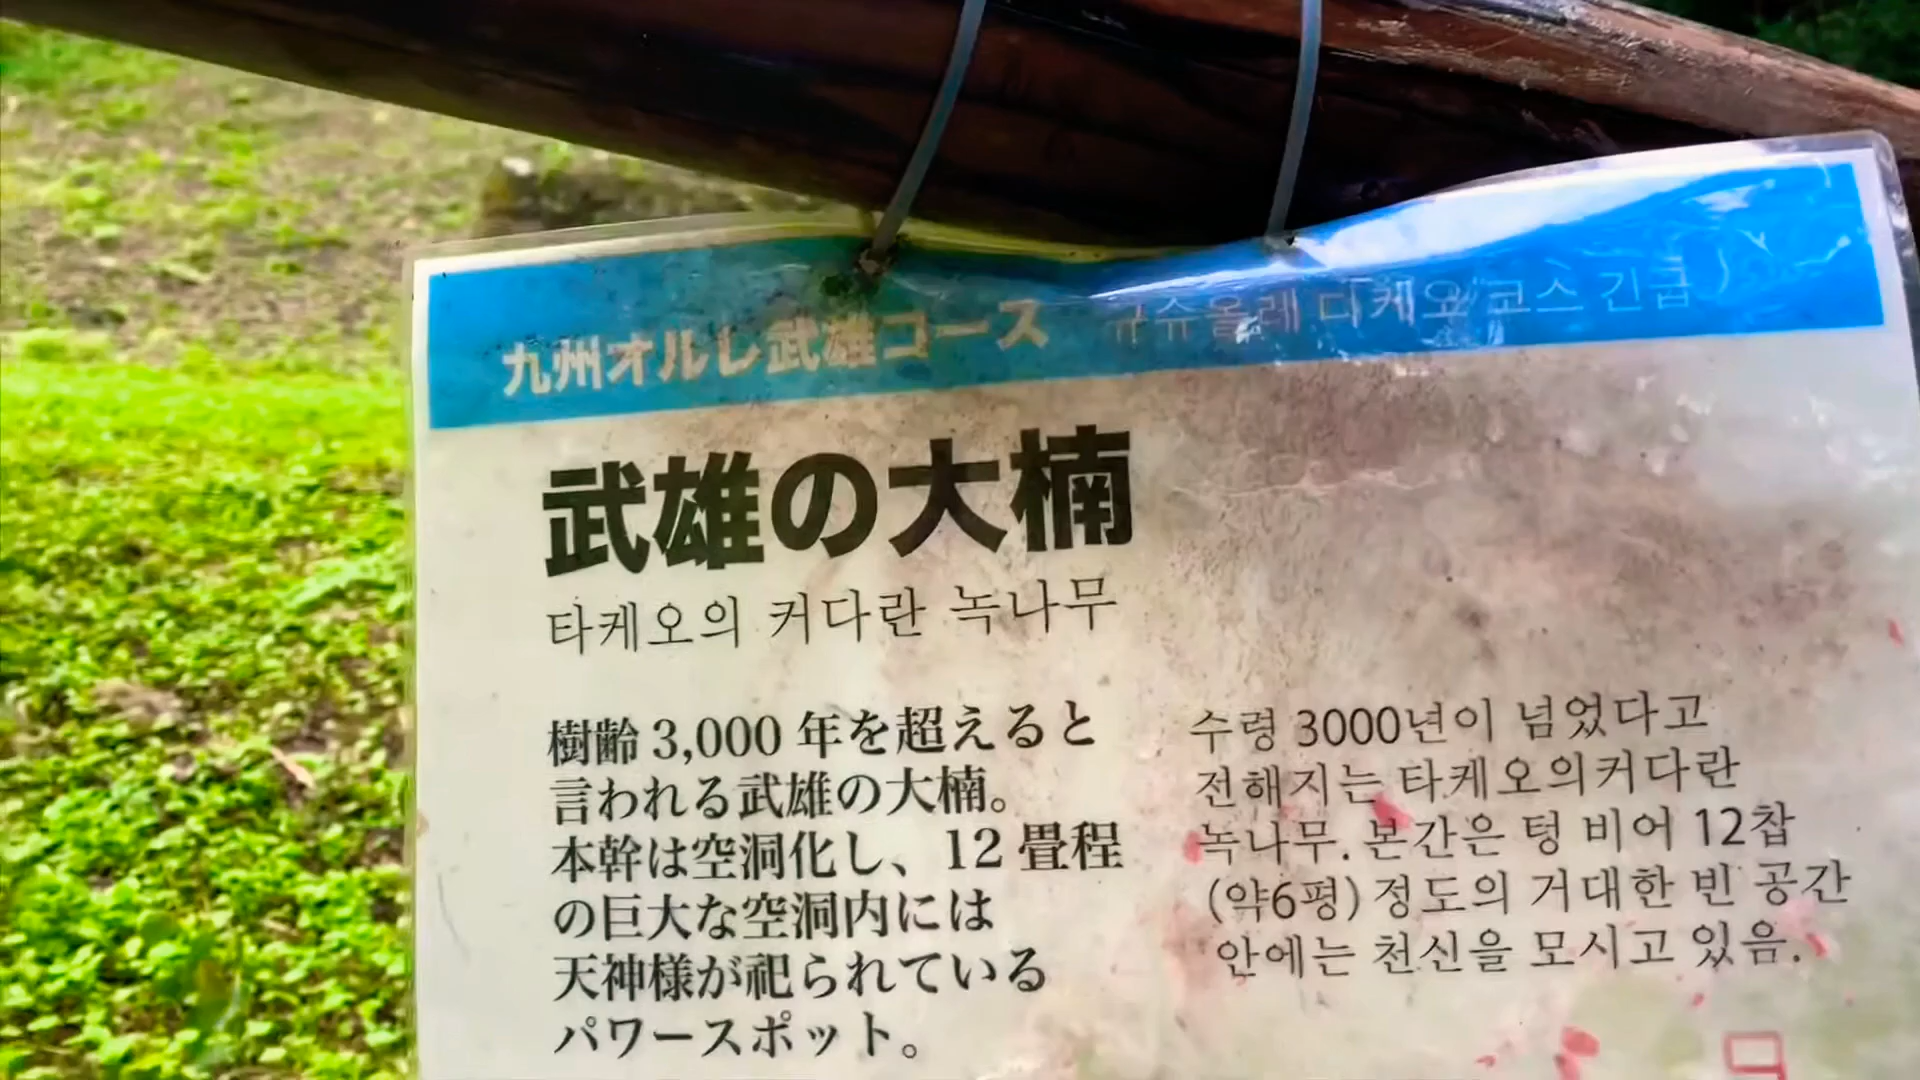 九州オルレ武雄コース 규슈올레 다케오 코스 긴급
武雄の大楠
타케오의 커다란 녹나무
樹齢 3,000 年を超えると
言われる武雄の大楠。
本幹は空洞化し、12 畳程
の巨大な空洞内には
天神様が祀られている
パワースポット。
수령 3000년이 넘었다고
전해지는 타케오의커다란
녹나무. 본간은 텅 비어 12찹
(약6평) 정도의 거대한 빈 공간
안에는 천신을 모시고 있음.